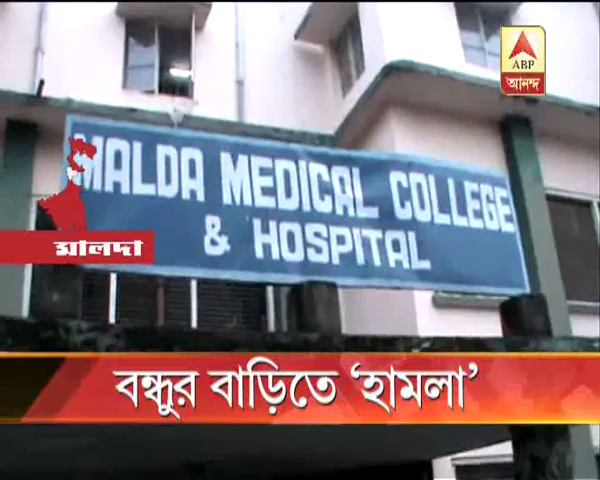 ABP
আনন্দ
MALDA MEDICAL COLLEGE
& HOSPITAL
মালদা
বন্ধুর বাড়িতে ‘হামলা’